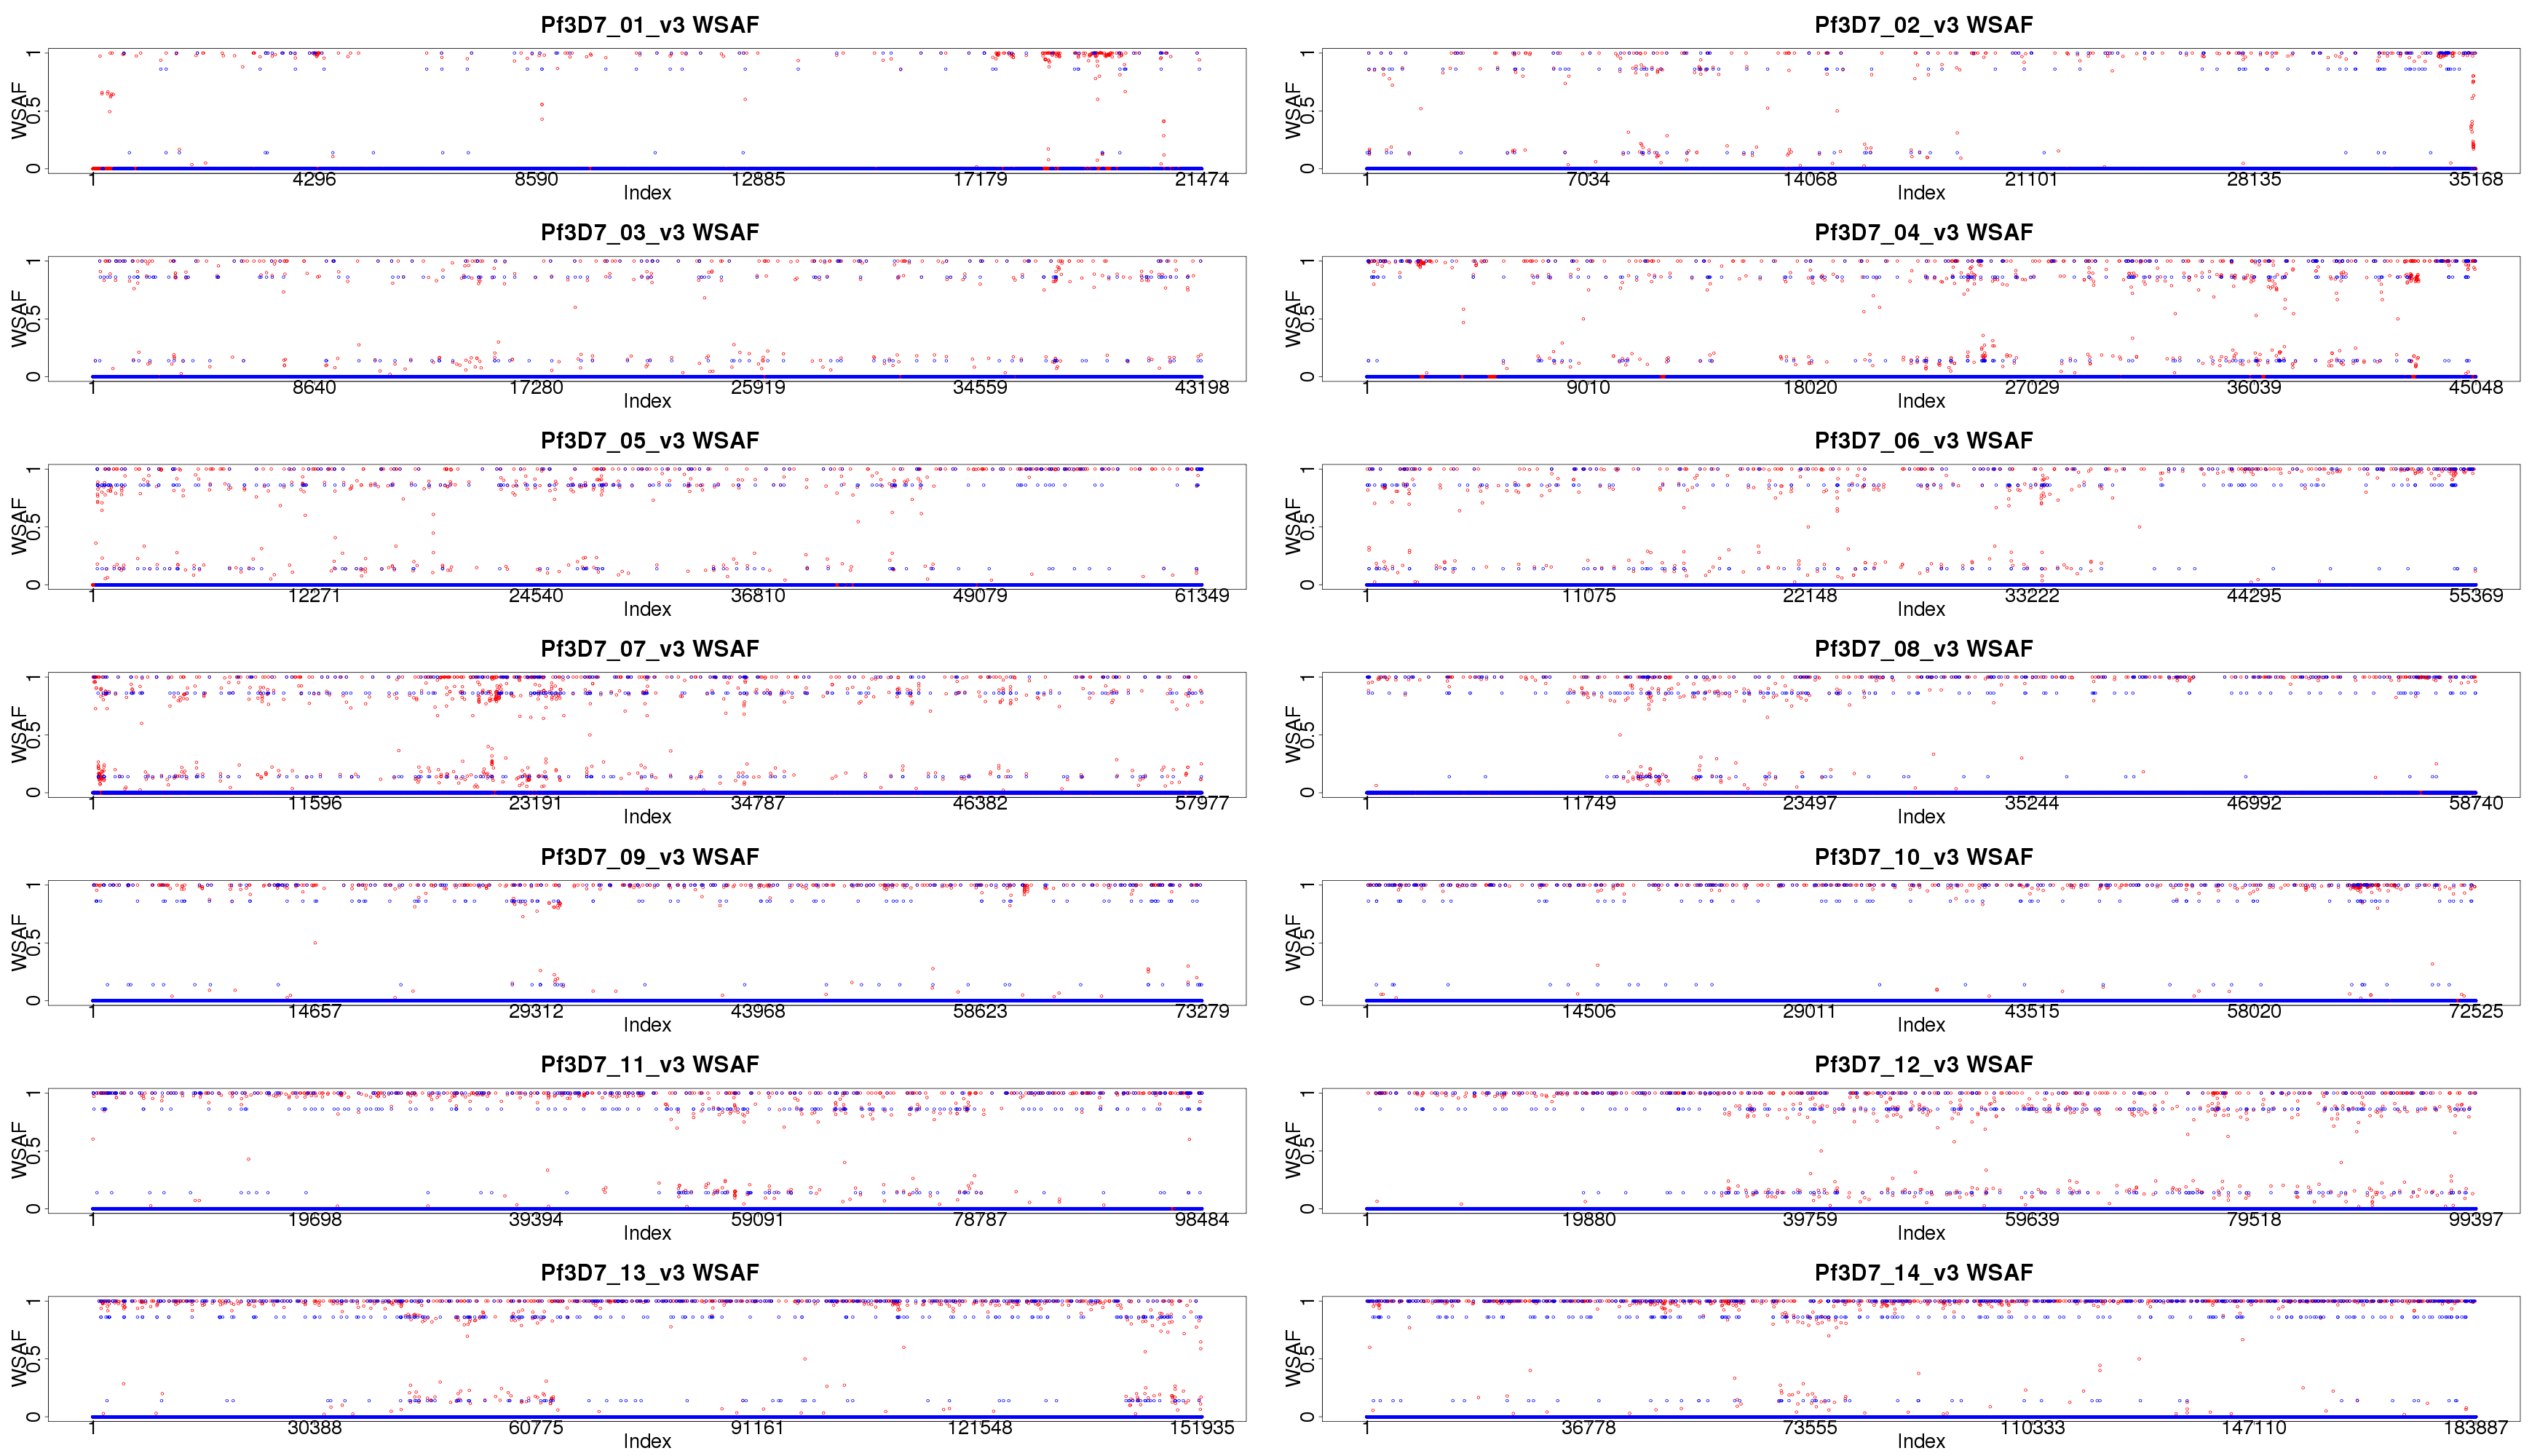 Pf3D7_01_v3 WSAF
WSAF
0 0.5 1
1 4296 8590 12885 17179 21474
Index
Pf3D7_02_v3 WSAF
WSAF
0 0.5 1
1 7034 14068 21101 28135 35168
Index
Pf3D7_03_v3 WSAF
WSAF
0 0.5 1
1 8640 17280 25919 34559 43198
Index
Pf3D7_04_v3 WSAF
WSAF
0 0.5 1
1 9010 18020 27029 36039 45048
Index
Pf3D7_05_v3 WSAF
WSAF
0 0.5 1
1 12271 24540 36810 49079 61349
Index
Pf3D7_06_v3 WSAF
WSAF
0 0.5 1
1 11075 22148 33222 44295 55369
Index
Pf3D7_07_v3 WSAF
WSAF
0 0.5 1
1 11596 23191 34787 46382 57977
Index
Pf3D7_08_v3 WSAF
WSAF
0 0.5 1
1 11749 23497 35244 46992 58740
Index
Pf3D7_09_v3 WSAF
WSAF
0 0.5 1
1 14657 29312 43968 58623 73279
Index
Pf3D7_10_v3 WSAF
WSAF
0 0.5 1
1 14506 29011 43515 58020 72525
Index
Pf3D7_11_v3 WSAF
WSAF
0 0.5 1
1 19698 39394 59091 78787 98484
Index
Pf3D7_12_v3 WSAF
WSAF
0 0.5 1
1 19880 39759 59639 79518 99397
Index
Pf3D7_13_v3 WSAF
WSAF
0 0.5 1
1 30388 60775 91161 121548 151935
Index
Pf3D7_14_v3 WSAF
WSAF
0 0.5 1
1 36778 73555 110333 147110 183887
Index